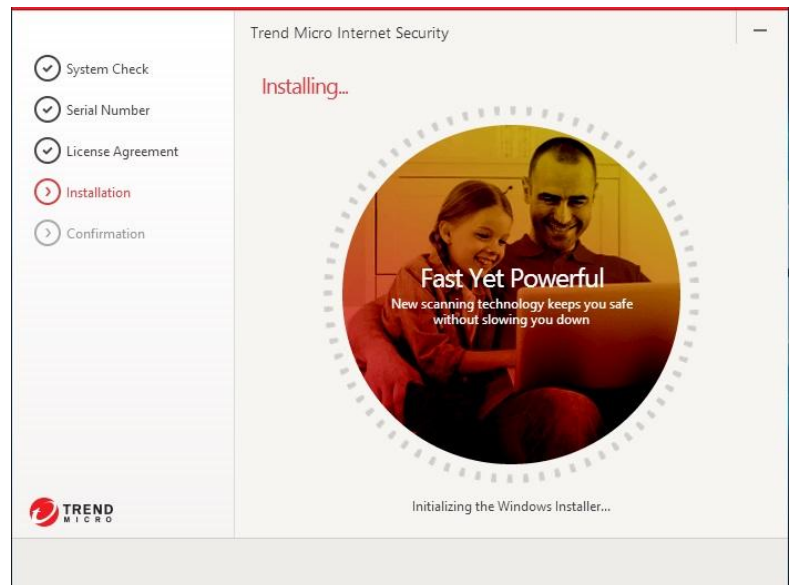 Trend Micro Internet Security
System Check
Serial Number
License Agreement
Installation
Confirmation
Installing...
Fast Yet Powerful
New scanning technology keeps you safe
without slowing you down
Initializing the Windows Installer...
TREND
MICRO